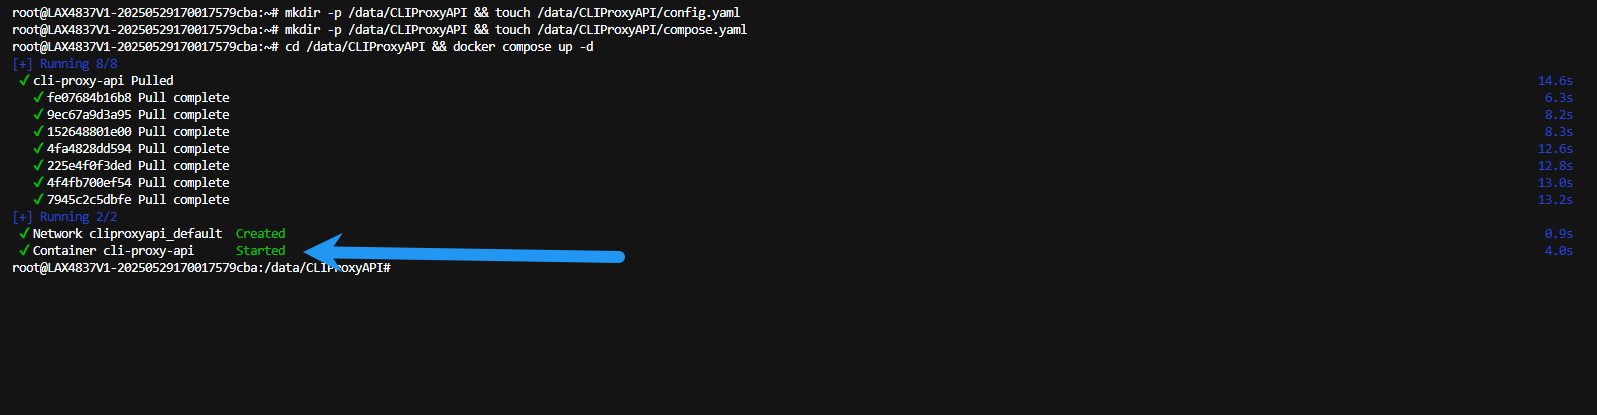 root@LAX4837V1-20250529170017579cba:~# mkdir -p /data/CLIProxyAPI && touch /data/CLIProxyAPI/config.yaml
root@LAX4837V1-20250529170017579cba:~# mkdir -p /data/CLIProxyAPI && touch /data/CLIProxyAPI/compose.yaml
root@LAX4837V1-20250529170017579cba:~# cd /data/CLIProxyAPI && docker compose up -d
[+] Running 8/8
✓ cli-proxy-api Pulled 14.6s
✓ fe07684b16b8 Pull complete 6.3s
✓ 9ec67a9d3a95 Pull complete 8.2s
✓ 152648801e00 Pull complete 8.3s
✓ 4fa4828dd594 Pull complete 12.6s
✓ 225e4f0f3ded Pull complete 12.8s
✓ 4f4fb700ef54 Pull complete 13.0s
✓ 7945c2c5dbfe Pull complete 13.2s
[+] Running 2/2
✓ Network cliproxyapi_default Created 0.9s
✓ Container cli-proxy-api Started 4.0s
root@LAX4837V1-20250529170017579cba:/data/CLIProxyAPI#